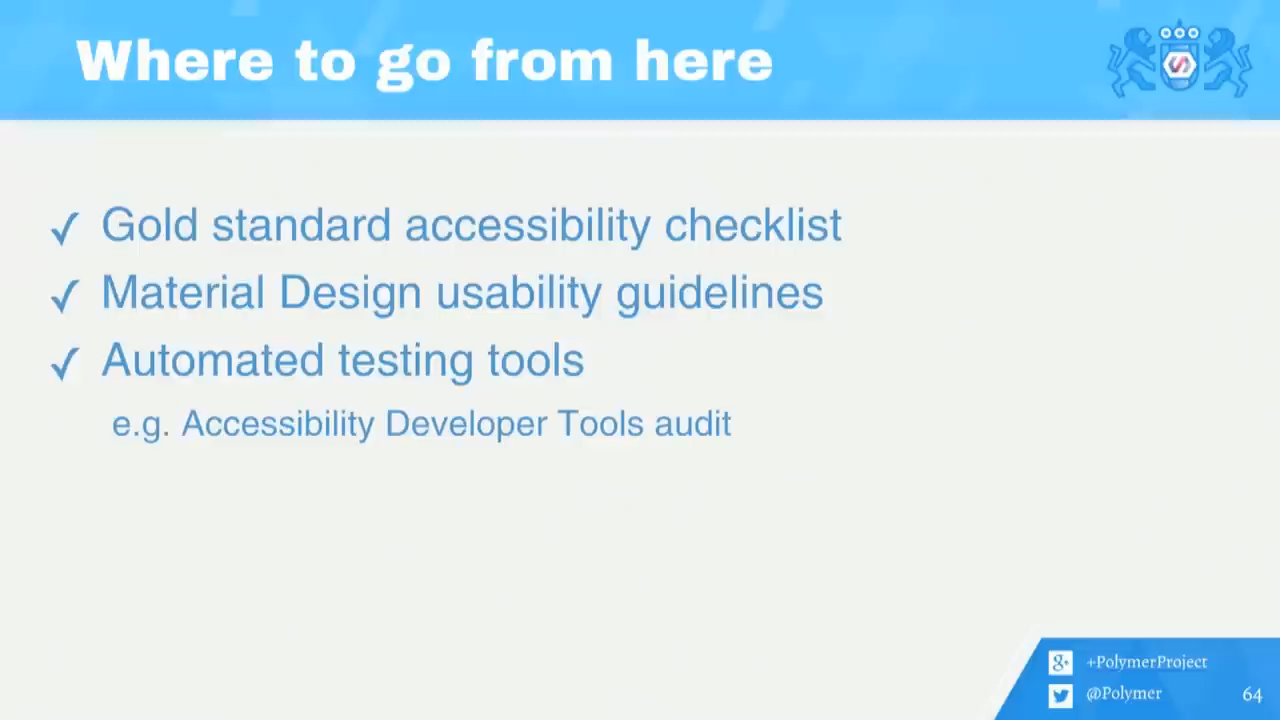 Where to go from here
✓ Gold standard accessibility checklist
✓ Material Design usability guidelines
✓ Automated testing tools
e.g. Accessibility Developer Tools audit
+PolymerProject
@Polymer
64